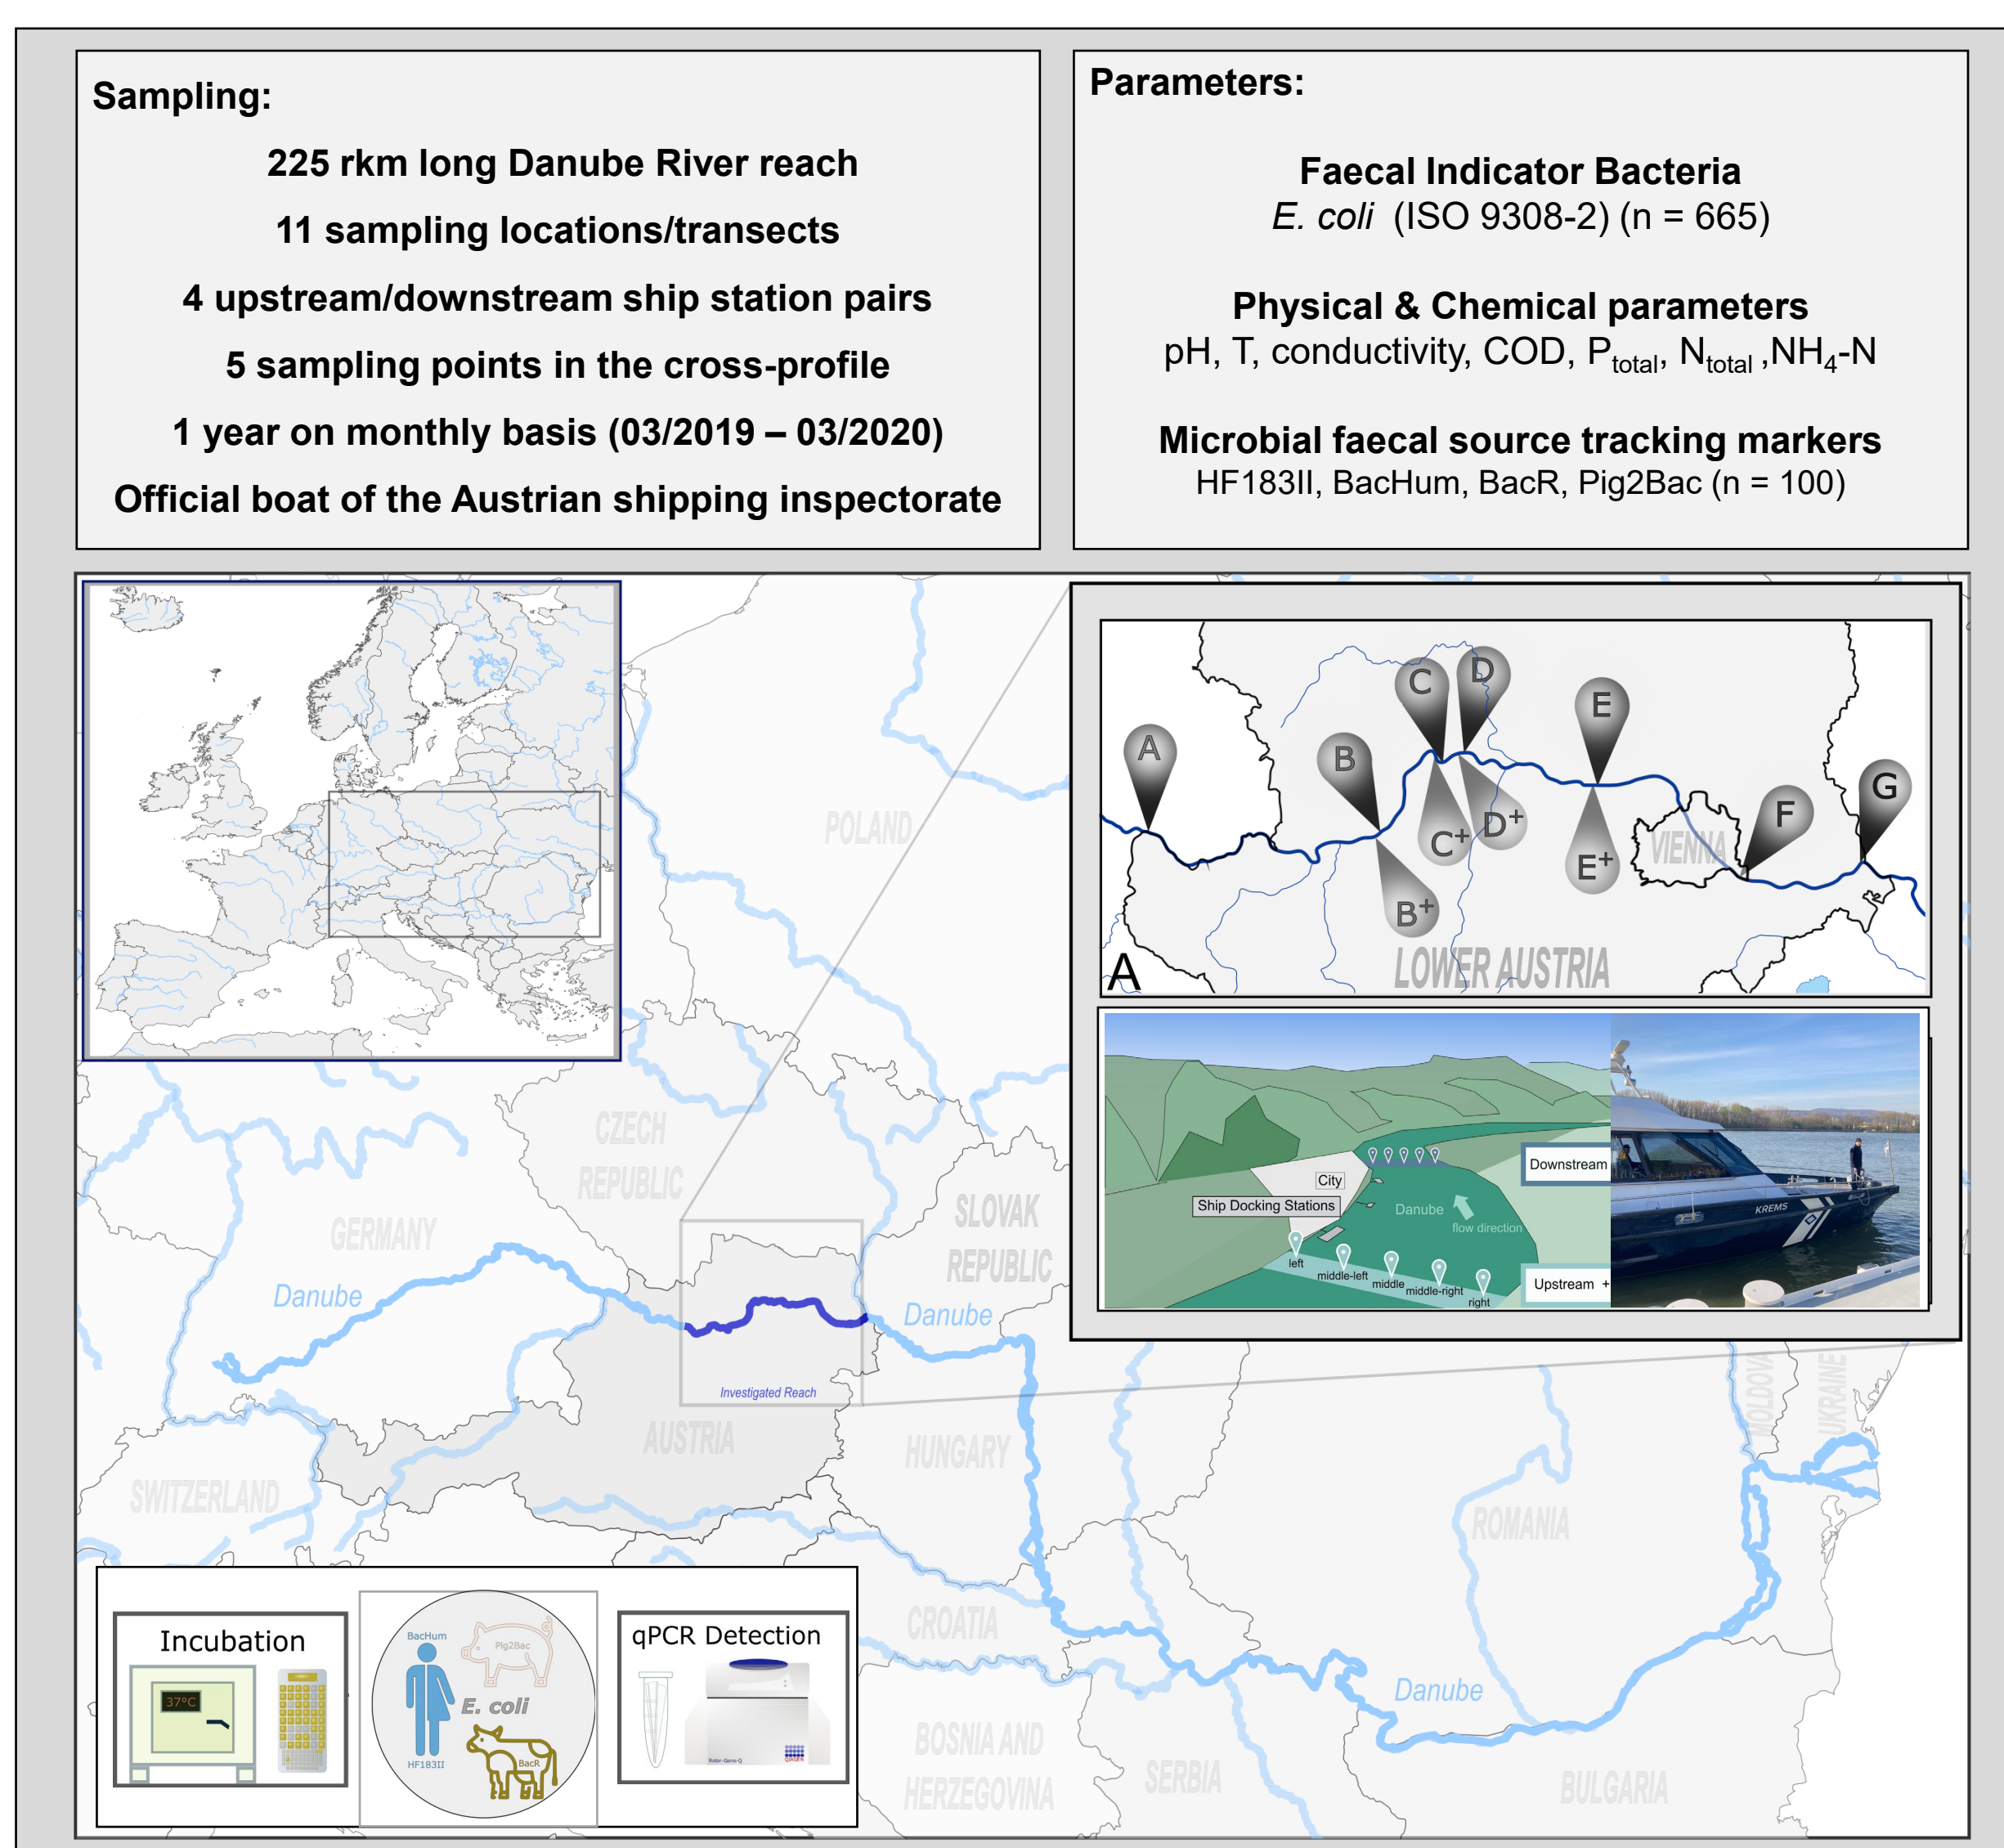 Sampling:
225 rkm long Danube River reach
11 sampling locations/transects
4 upstream/downstream ship station pairs
5 sampling points in the cross-profile
1 year on monthly basis (03/2019 – 03/2020)
Official boat of the Austrian shipping inspectorate
Parameters:
Faecal Indicator Bacteria
E. coli (ISO 9308-2) (n = 665)
Physical & Chemical parameters
pH, T, conductivity, COD, Ptotal, Ntotal ,NH4-N
Microbial faecal source tracking markers
HF183II, BacHum, BacR, Pig2Bac (n = 100)
A
B
C
D
E
F
G
B+
C+
D+
E+
VIENNA
LOWER AUSTRIA
A
Downstream
City
Ship Docking Stations
Danube
flow direction
left
middle-left
middle
middle-right
right
Upstream +
KREMS
POLAND
CZECH
REPUBLIC
SLOVAK
REPUBLIC
GERMANY
Danube
Danube
Investigated Reach
AUSTRIA
HUNGARY
SWITZERLAND
MOLDOVA
UKRAINE
ROMANIA
CROATIA
Danube
BOSNIA AND
HERZEGOVINA
SERBIA
BULGARIA
Incubation
37°C
BacHum
Pig2Bac
E. coli
HF183II
BacR
qPCR Detection
Rotor-Gene Q
QIAGEN